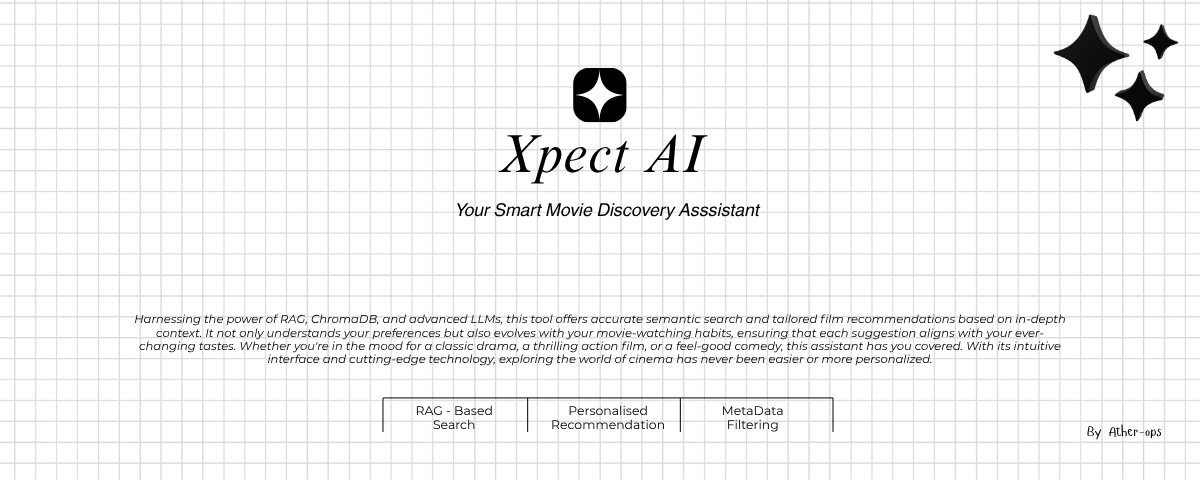 Xpect AI
Your Smart Movie Discovery Asssistant
Harnessing the power of RAG, ChromaDB, and advanced LLMs, this tool offers accurate semantic search and tailored film recommendations based on in-depth
context. It not only understands your preferences but also evolves with your movie-watching habits, ensuring that each suggestion aligns with your ever-
changing tastes. Whether you're in the mood for a classic drama, a thrilling action film, or a feel-good comedy, this assistant has you covered. With its intuitive
interface and cutting-edge technology, exploring the world of cinema has never been easier or more personalized.
RAG - Based
Search
Personalised
Recommendation
MetaData
Filtering
By Ather-ops